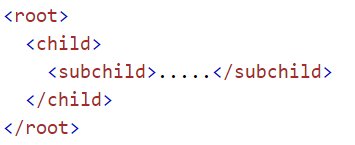 <root>
  <child>
    <subchild>.....</subchild>
  </child>
</root>